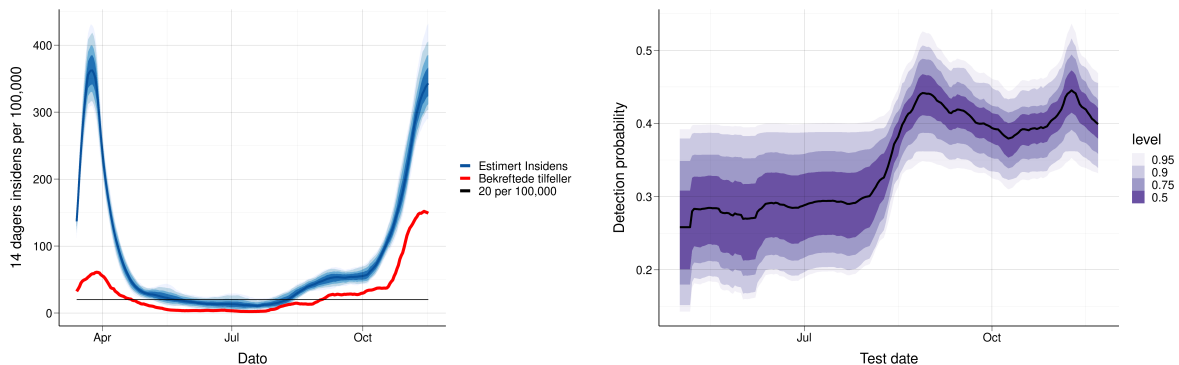 14 dagers insidens per 100,000
400
300
200
100
0
Apr
Jul
Oct
Dato
Estimert Insidens
Bekreftede tilfeller
20 per 100,000
Detection probability
0.5
0.4
0.3
0.2
Jul
Oct
Test date
level
0.95
0.9
0.75
0.5